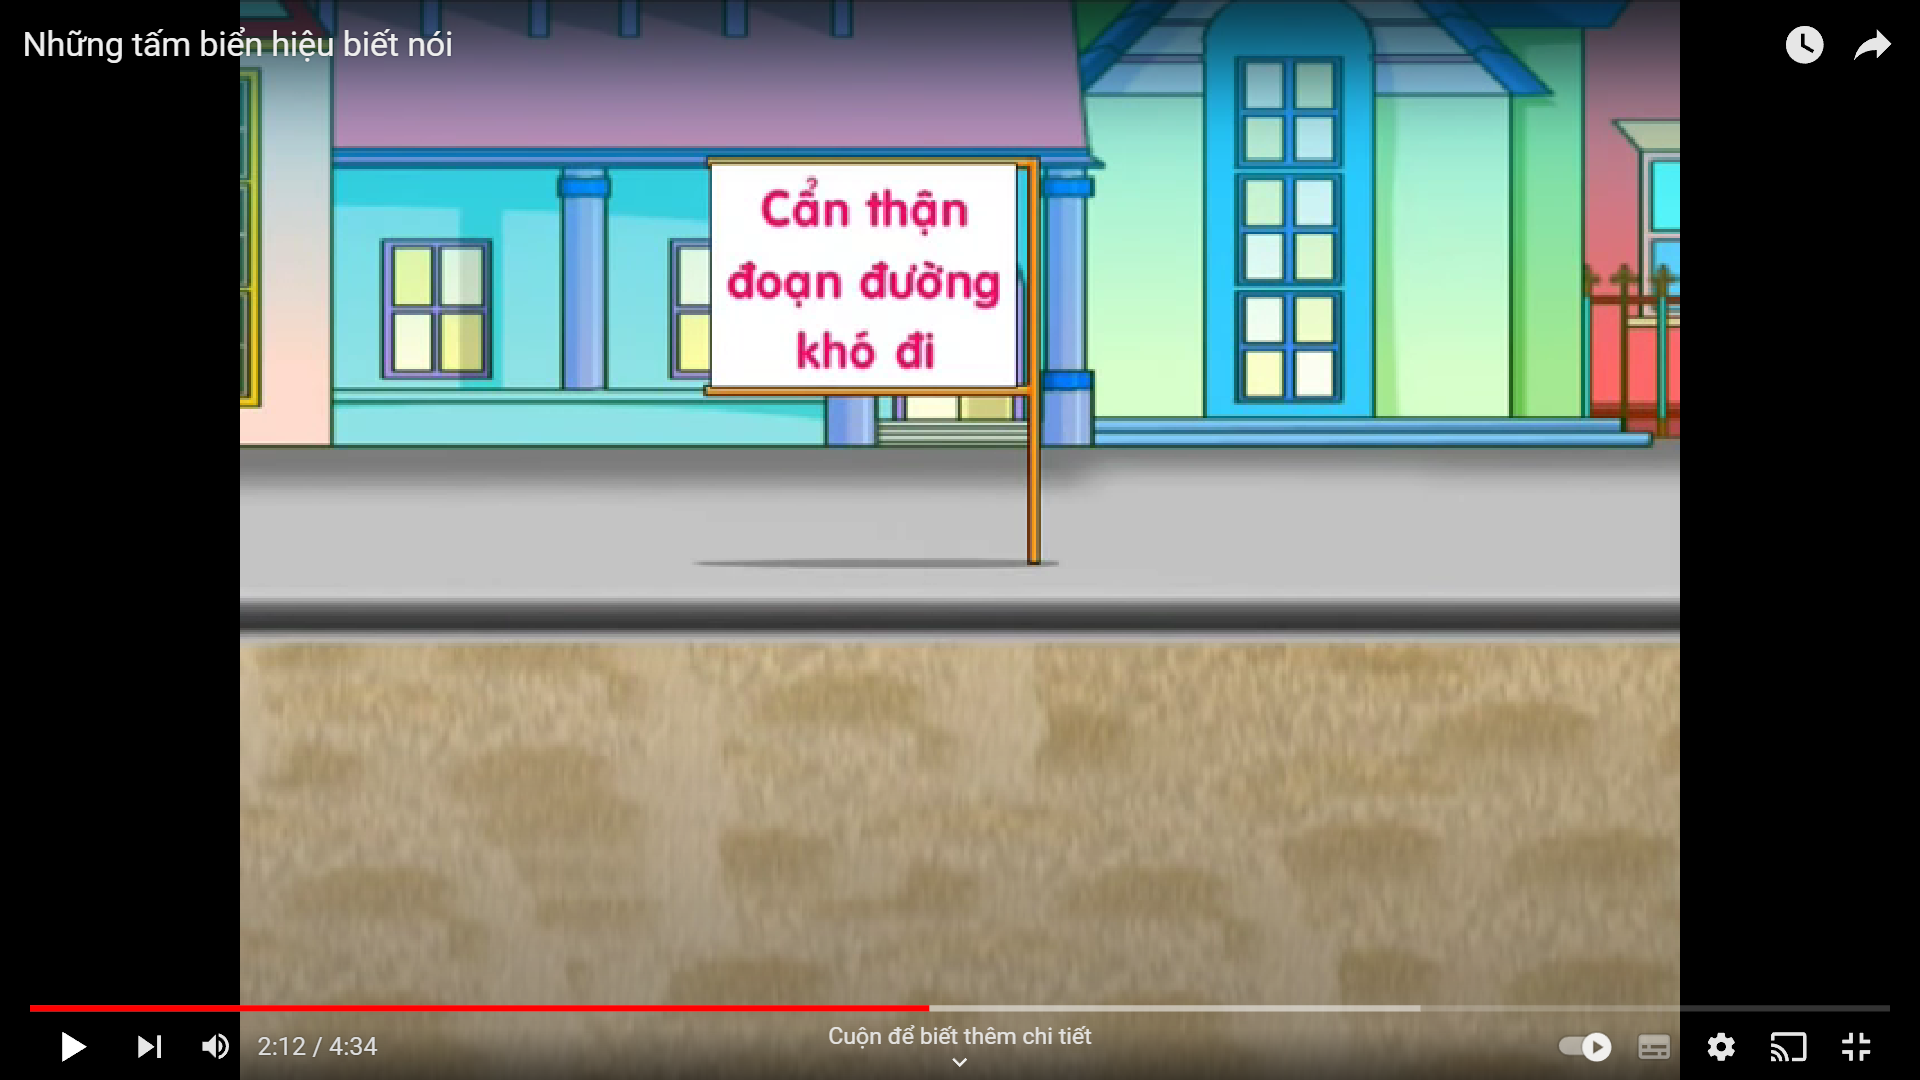 Những tấm biển hiệu biết nói
Cẩn thận
đoạn đường
khó đi
2:12 / 4:34
Cuộn để biết thêm chi tiết